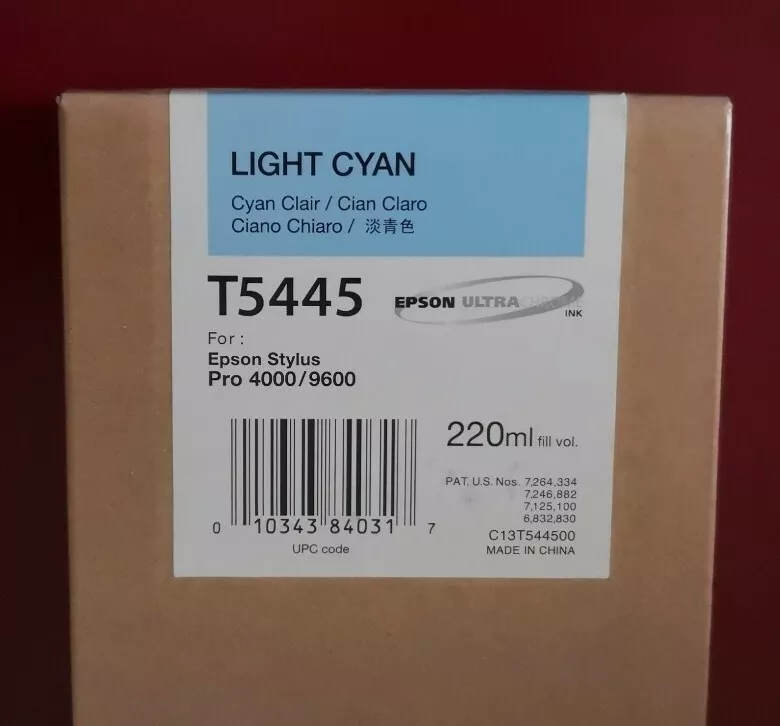 LIGHT CYAN
Cyan Clair / Cian Claro
Ciano Chiaro / 淡青色
T5445
EPSON ULTRACHROME
INK
For :
Epson Stylus
Pro 4000/9600
220ml fill vol.
PAT. U.S. Nos. 7,264,334
7,246,882
7,125,100
6,832,830
0 10343 84031 7
UPC code
C13T544500
MADE IN CHINA